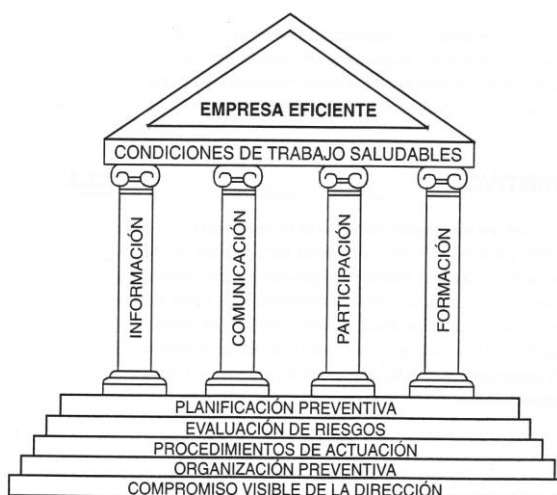 EMPRESA EFICIENTE
CONDICIONES DE TRABAJO SALUDABLES
INFORMACIÓN
COMUNICACIÓN
PARTICIPACIÓN
FORMACIÓN
PLANIFICACIÓN PREVENTIVA
EVALUACIÓN DE RIESGOS
PROCEDIMIENTOS DE ACTUACIÓN
ORGANIZACIÓN PREVENTIVA
COMPROMISO VISIBLE DE LA DIRECCIÓN